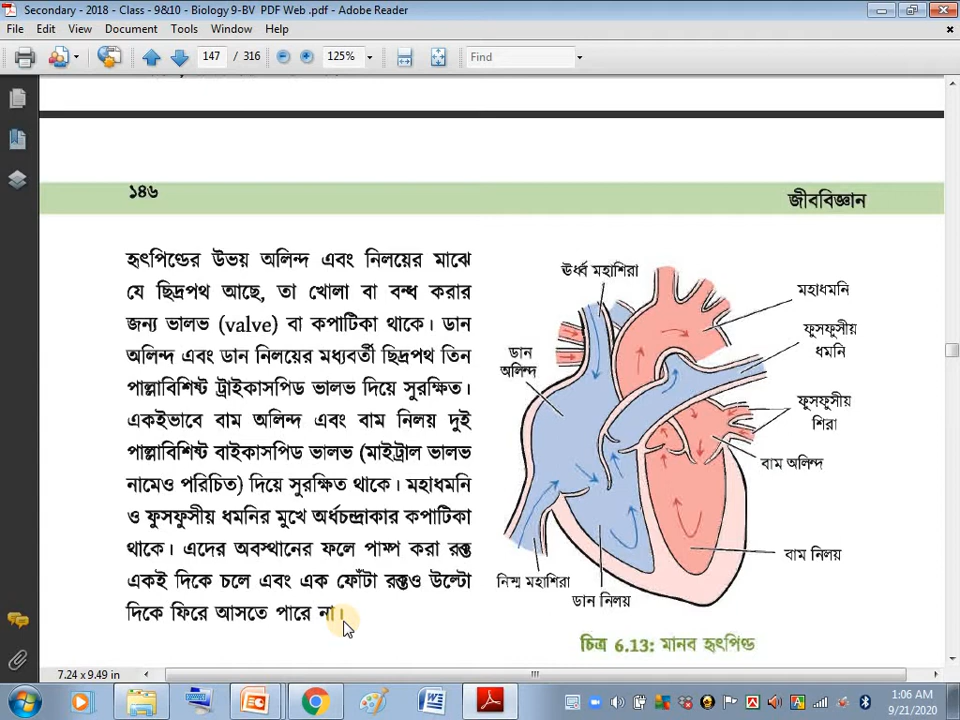 Secondary - 2018 - Class - 9&10 - Biology 9-BV PDF Web .pdf - Adobe Reader
File Edit View Document Tools Window Help
147 / 316 125% Find
১৪৬ জীববিজ্ঞান
হৃৎপিণ্ডের উভয় অলিন্দ এবং নিলয়ের মাঝে
যে ছিদ্রপথ আছে, তা খোলা বা বন্ধ করার
জন্য ভালভ (valve) বা কপাটিকা থাকে। ডান
অলিন্দ এবং ডান নিলয়ের মধ্যবর্তী ছিদ্রপথ তিন
পাল্লাবিশিষ্ট ট্রাইকাসপিড ভালভ দিয়ে সুরক্ষিত।
একইভাবে বাম অলিন্দ এবং বাম নিলয় দুই
পাল্লাবিশিষ্ট বাইকাসপিড ভালভ (মাইট্রাল ভালভ
নামেও পরিচিত) দিয়ে সুরক্ষিত থাকে। মহাধমনি
ও ফুসফুসীয় ধমনির মুখে অর্ধচন্দ্রাকার কপাটিকা
থাকে। এদের অবস্থানের ফলে পাম্প করা রক্ত
একই দিকে চলে এবং এক ফোঁটা রক্তও উল্টো
দিকে ফিরে আসতে পারে না।
ঊর্ধ্ব মহাশিরা
মহাধমনি
ফুসফুসীয়
ধমনি
ডান
অলিন্দ
ফুসফুসীয়
শিরা
বাম অলিন্দ
বাম নিলয়
নিম্ম মহাশিরা
ডান নিলয়
চিত্র 6.13: মানব হৃৎপিণ্ড
7.24 x 9.49 in
1:06 AM
9/21/2020